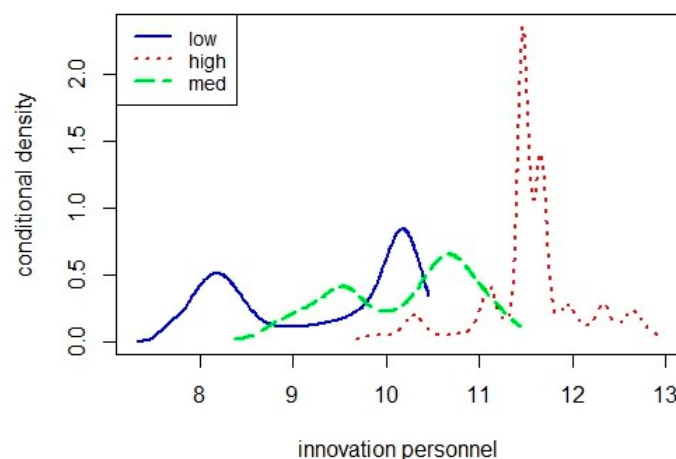 low
high
med
conditional density
2.0
1.5
1.0
0.5
0.0
8 9 10 11 12 13
innovation personnel